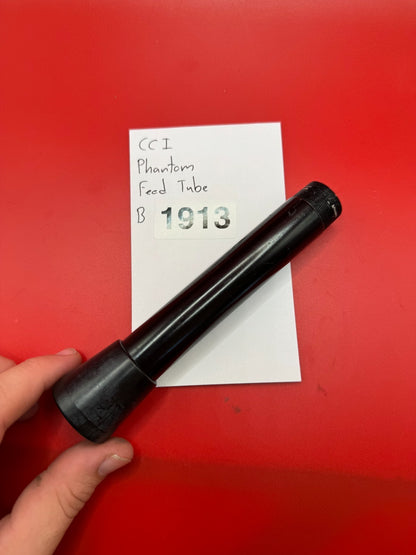 CCI
Phantom
Feed Tube
B 1913